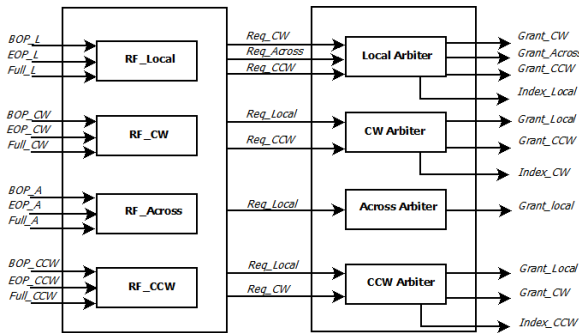 BOP_L
EOP_L
Full_L
RF_Local
Req_CW
Req_Across
Req_CCW
Local Arbiter
Grant_CW
Grant_Across
Grant_CCW
Index_Local
BOP_CW
EOP_CW
Full_CW
RF_CW
Req_Local
Req_CCW
CW Arbiter
Grant_Local
Grant_CCW
Index_CW
BOP_A
EOP_A
Full_A
RF_Across
Req_Local
Across Arbiter
Grant_local
BOP_CCW
EOP_CCW
Full_CCW
RF_CCW
Req_Local
Req_CW
CCW Arbiter
Grant_Local
Grant_CW
Index_CCW